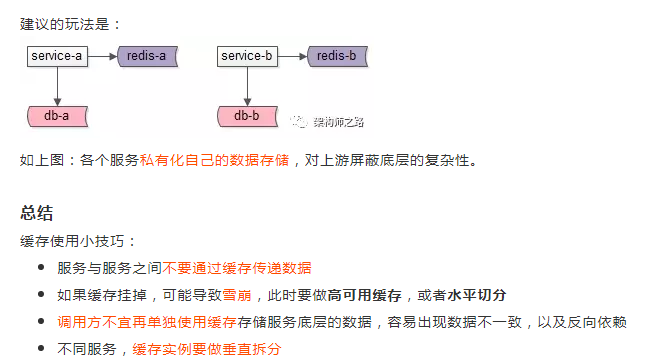 建议的玩法是：
service-a redis-a service-b redis-b
db-a db-b 架构师之路
如上图：各个服务私有化自己的数据存储，对上游屏蔽底层的复杂性。
总结
缓存使用小技巧：
服务与服务之间不要通过缓存传递数据
如果缓存挂掉，可能导致雪崩，此时要做高可用缓存，或者水平切分
调用方不宜再单独使用缓存存储服务底层的数据，容易出现数据不一致，以及反向依赖
不同服务，缓存实例要做垂直拆分